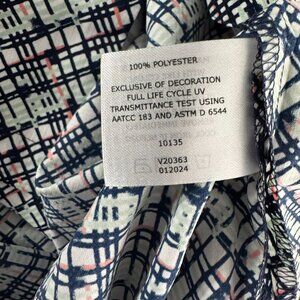 100% POLYESTER
EXCLUSIVE OF DECORATION
FULL LIFE CYCLE UV
TRANSMITTANCE TEST USING
AATCC 183 AND ASTM D 6544
10135
V20363
012024